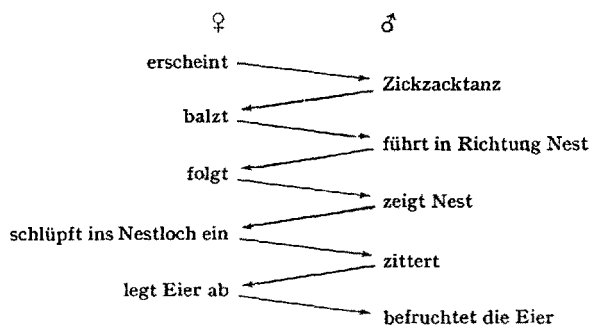 ♀ ♂
erscheint
Zickzacktanz
balzt
führt in Richtung Nest
folgt
zeigt Nest
schlüpft ins Nestloch ein
zittert
legt Eier ab
befruchtet die Eier